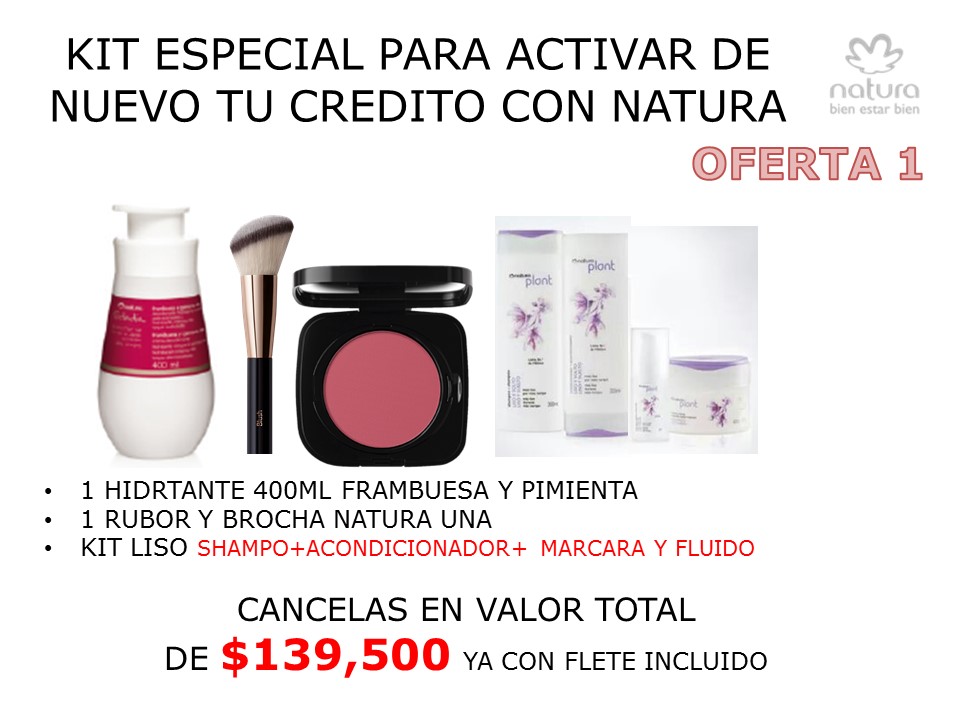 KIT ESPECIAL PARA ACTIVAR DE
NUEVO TU CREDITO CON NATURA
natura
bien estar bien
OFERTA 1
400 ml
Blush
plant
plant
plant
plant
• 1 HIDRTANTE 400ML FRAMBUESA Y PIMIENTA
• 1 RUBOR Y BROCHA NATURA UNA
• KIT LISO SHAMPO+ACONDICIONADOR+ MARCARA Y FLUIDO
CANCELAS EN VALOR TOTAL
DE $139,500 YA CON FLETE INCLUIDO